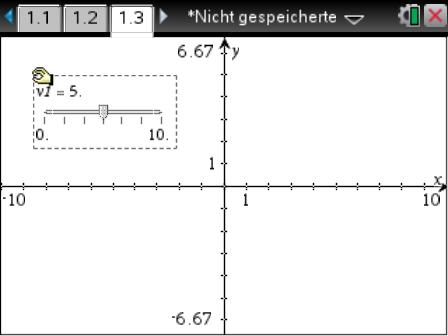 1.1 1.2 1.3 *Nicht gespeicherte
6.67 y
v1 = 5.
0. 10.
1
x
-10 1 10
-6.67